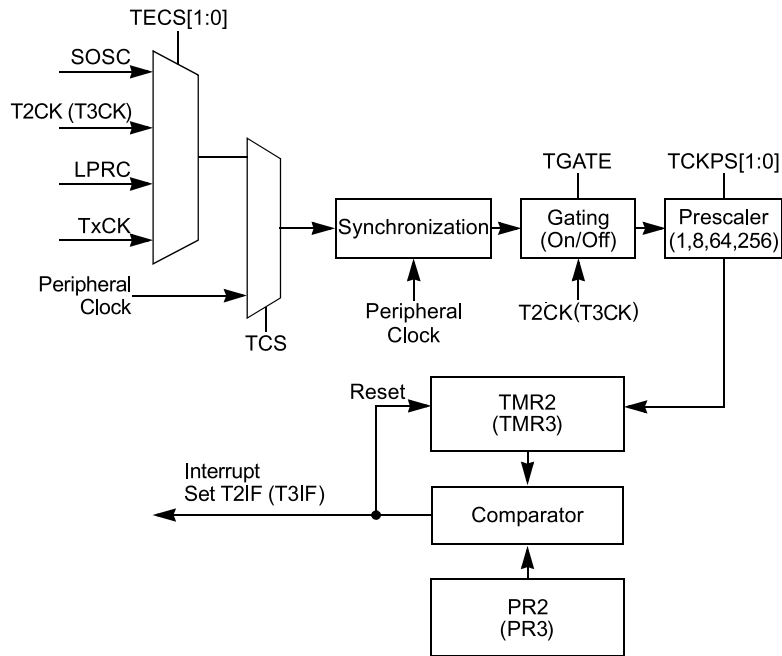 TECS[1:0]
SOSC
T2CK (T3CK)
LPRC
TxCK
Peripheral
Clock
TCS
Synchronization
Peripheral
Clock
TGATE
Gating
(On/Off)
T2CK(T3CK)
TCKPS[1:0]
Prescaler
(1,8,64,256)
Reset
TMR2
(TMR3)
Interrupt
Set T2IF (T3IF)
Comparator
PR2
(PR3)